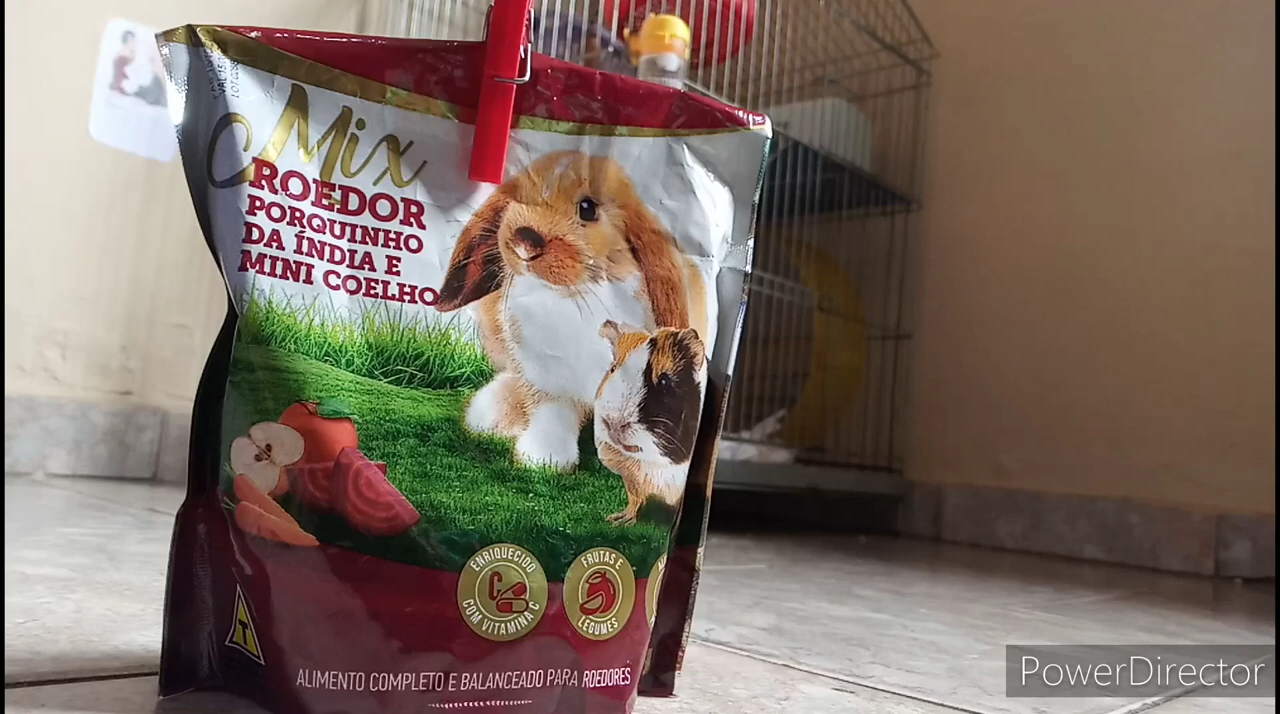 Mix
ROEDOR
PORQUINHO
DA ÍNDIA E
MINI COELHO
ENRIQUECIDO
COM VITAMINA C
C
FRUTAS E
LEGUMES
T
ALIMENTO COMPLETO E BALANCEADO PARA ROEDORES
PowerDirector